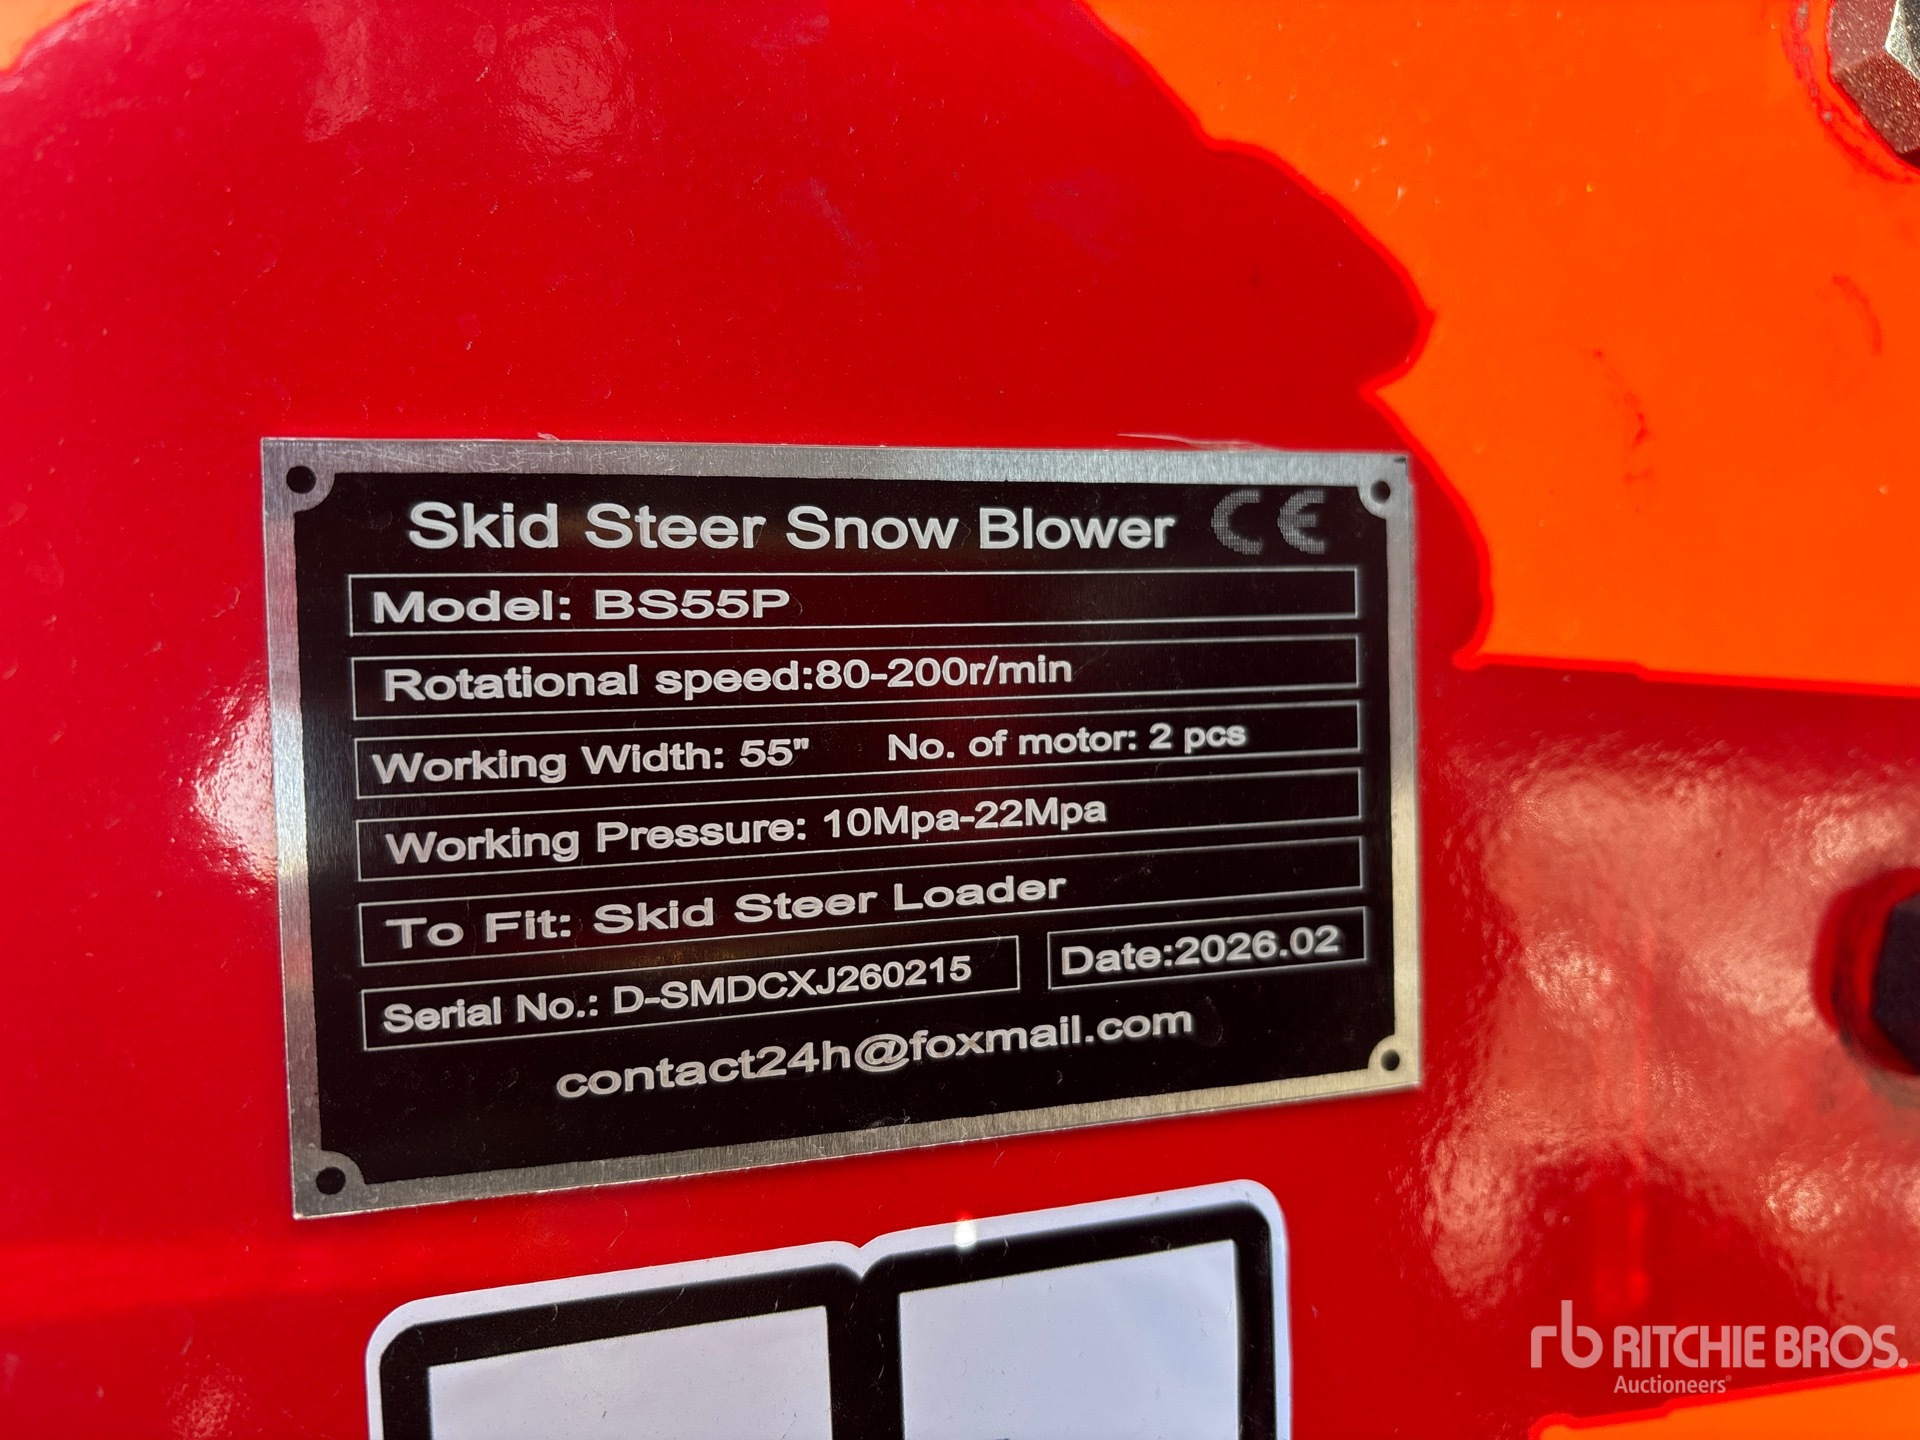 Skid Steer Snow Blower CE
Model: BS55P
Rotational speed:80-200r/min
Working Width: 55" No. of motor: 2 pcs
Working Pressure: 10Mpa-22Mpa
To Fit: Skid Steer Loader
Serial No.: D-SMDCXJ260215 Date:2026.02
contact24h@foxmail.com
rb RITCHIE BROS.
Auctioneers